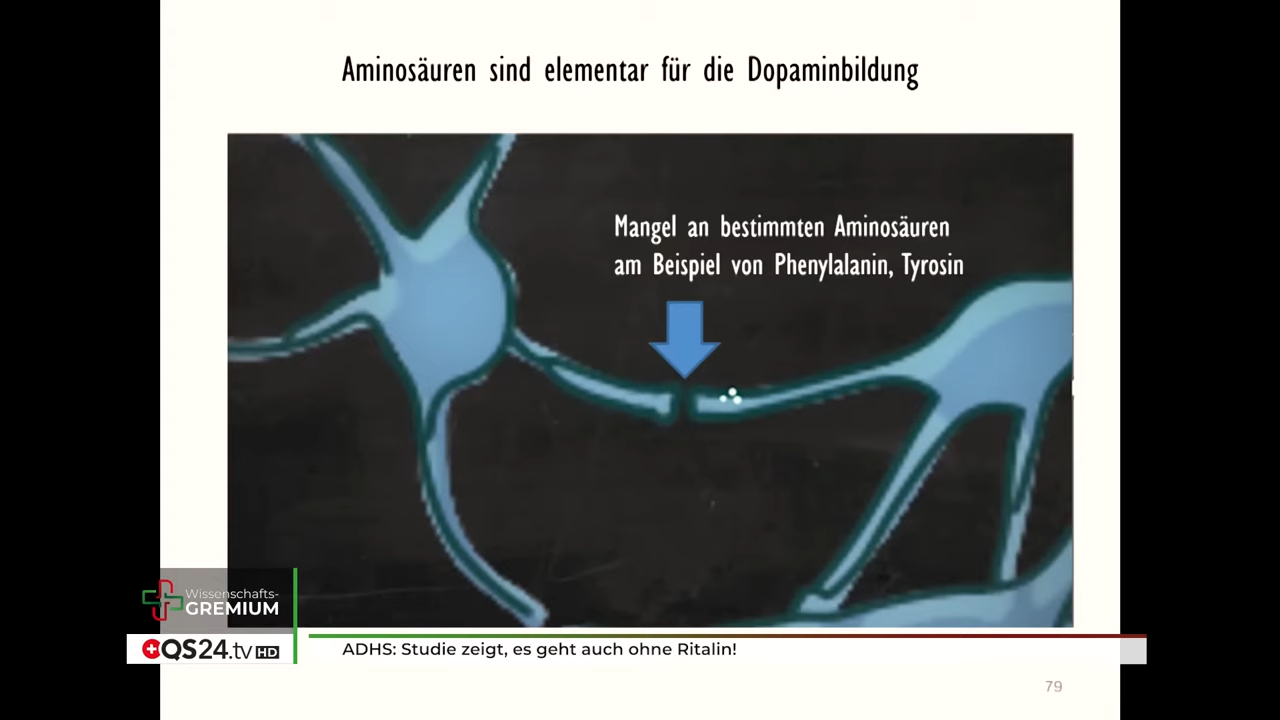 Aminosäuren sind elementar für die Dopaminbildung
Mangel an bestimmten Aminosäuren
am Beispiel von Phenylalanin, Tyrosin
Wissenschafts-
GREMIUM
QS24.tv HD
ADHS: Studie zeigt, es geht auch ohne Ritalin!
79